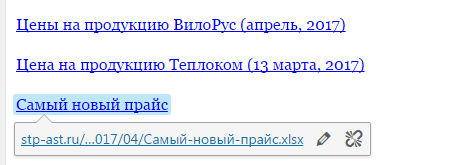 Цены на продукцию ВилоРус (апрель, 2017)
Цена на продукцию Теплоком (13 марта, 2017)
Самый новый прайс
stp-ast.ru/...017/04/Самый-новый-прайс.xlsx